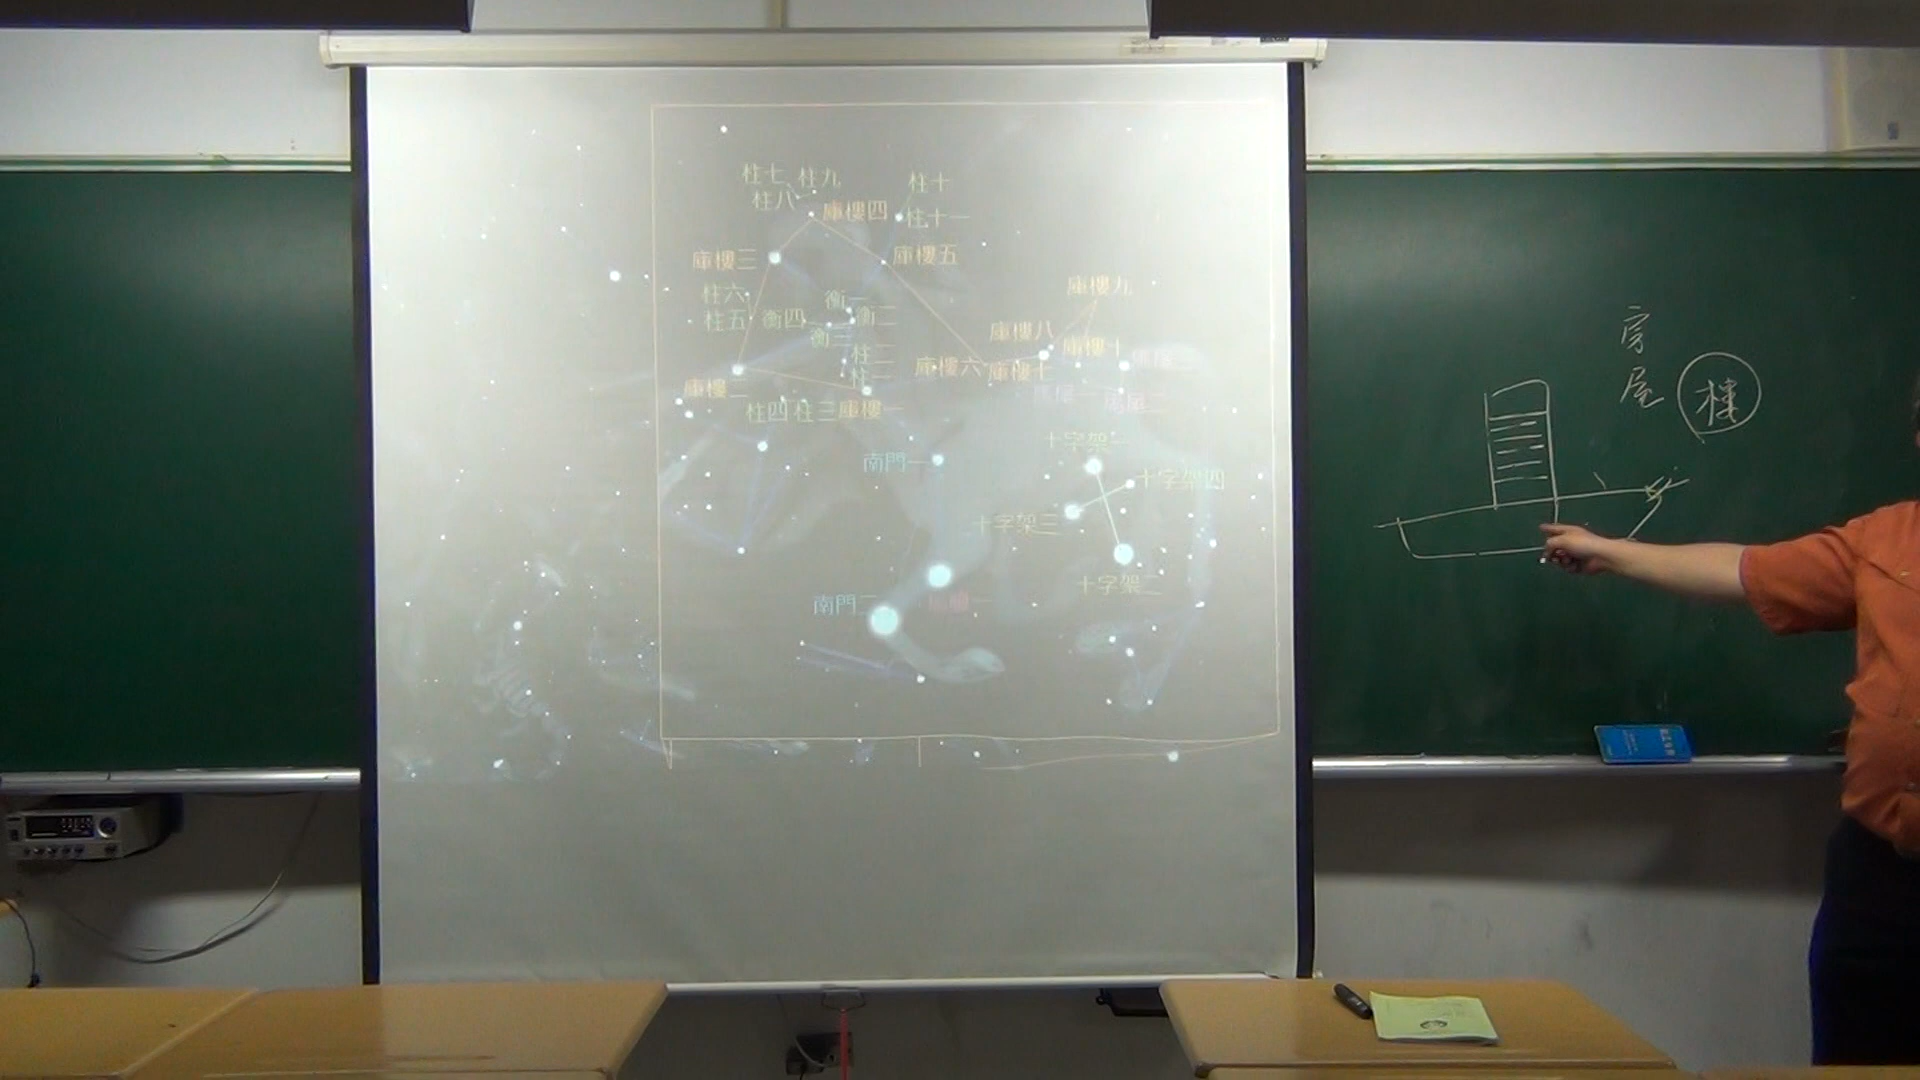 柱七 柱九 柱十
柱八 庫樓四 柱十一
庫樓三 庫樓五
柱六 衡一 庫樓九
柱五 衡四 衡二 庫樓八
衡三 庫樓十
柱二
庫樓六 庫樓七
庫樓二 馬尾二
柱四 柱三 庫樓一
十字架一
南門一
十字架四
十字架三
十字架二
南門二
房
屋
樓